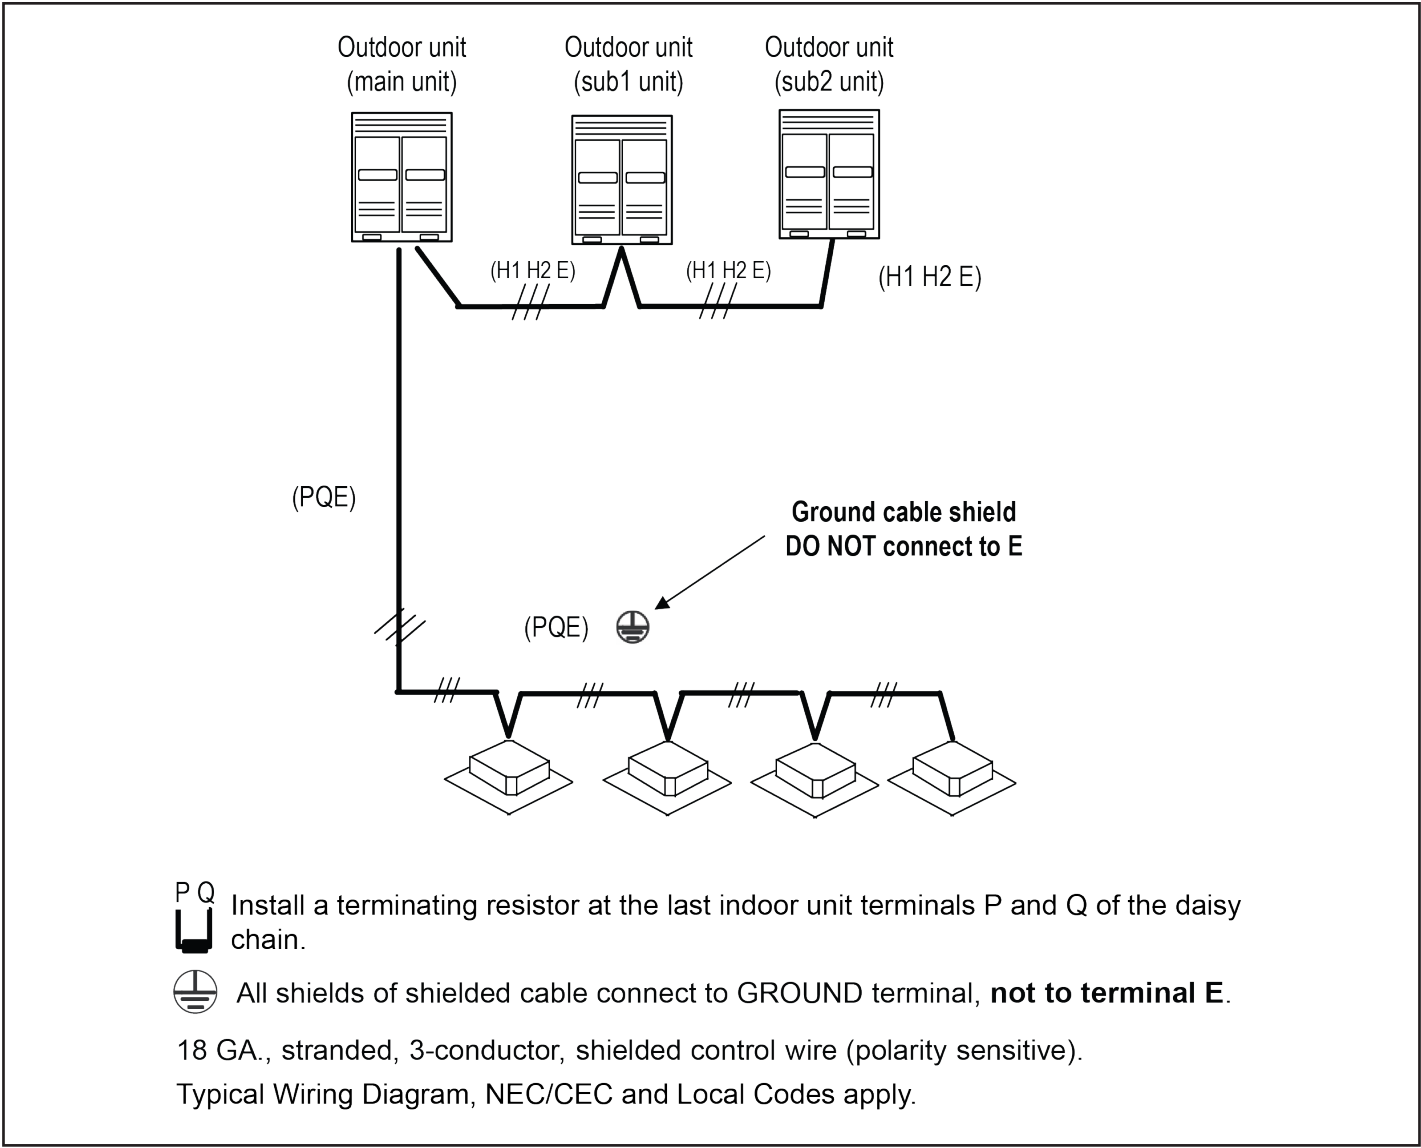 Outdoor unit
(main unit)
Outdoor unit
(sub1 unit)
Outdoor unit
(sub2 unit)
(H1 H2 E)
(H1 H2 E)
(H1 H2 E)
(PQE)
Ground cable shield
DO NOT connect to E
(PQE)
P Q
Install a terminating resistor at the last indoor unit terminals P and Q of the daisy
chain.
All shields of shielded cable connect to GROUND terminal, not to terminal E.
18 GA., stranded, 3-conductor, shielded control wire (polarity sensitive).
Typical Wiring Diagram, NEC/CEC and Local Codes apply.